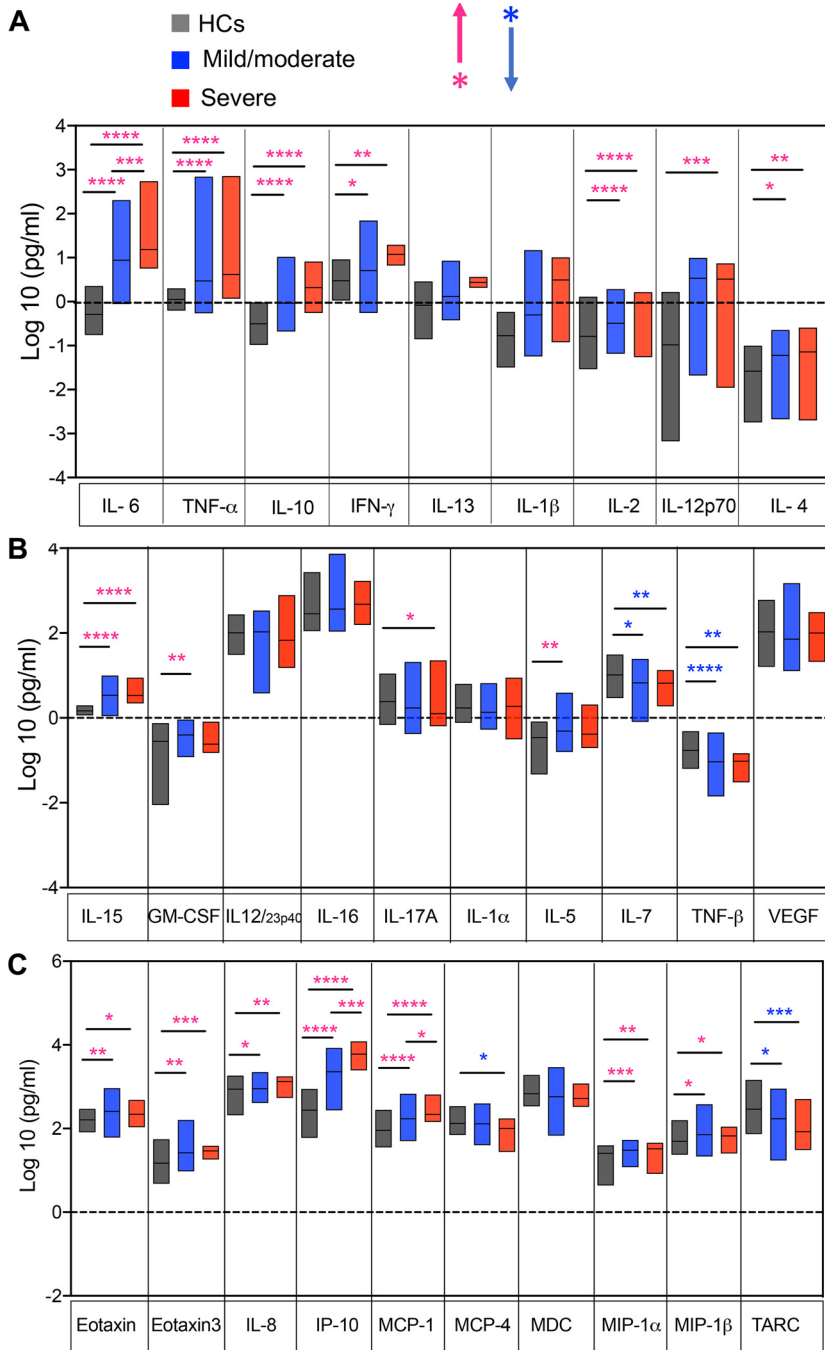 A
HCs
Mild/moderate
Severe
*
*
Log 10 (pg/ml)
4
3
2
1
0
-1
-2
-3
-4
**** **** **** ** **** *** **
*** **** **** * **** *
****
IL- 6 TNF-α IL-10 IFN-γ IL-13 IL-1β IL-2 IL-12p70 IL- 4
B
Log 10 (pg/ml)
4
2
0
-2
-4
**** ** * ** ** **
**** * ****
IL-15 GM-CSF IL12/23p40 IL-16 IL-17A IL-1α IL-5 IL-7 TNF-β VEGF
C
Log 10 (pg/ml)
6
4
2
0
-2
* *** ** **** **** * ** * ***
** ** * *** * *** * *
**** ****
Eotaxin Eotaxin3 IL-8 IP-10 MCP-1 MCP-4 MDC MIP-1α MIP-1β TARC